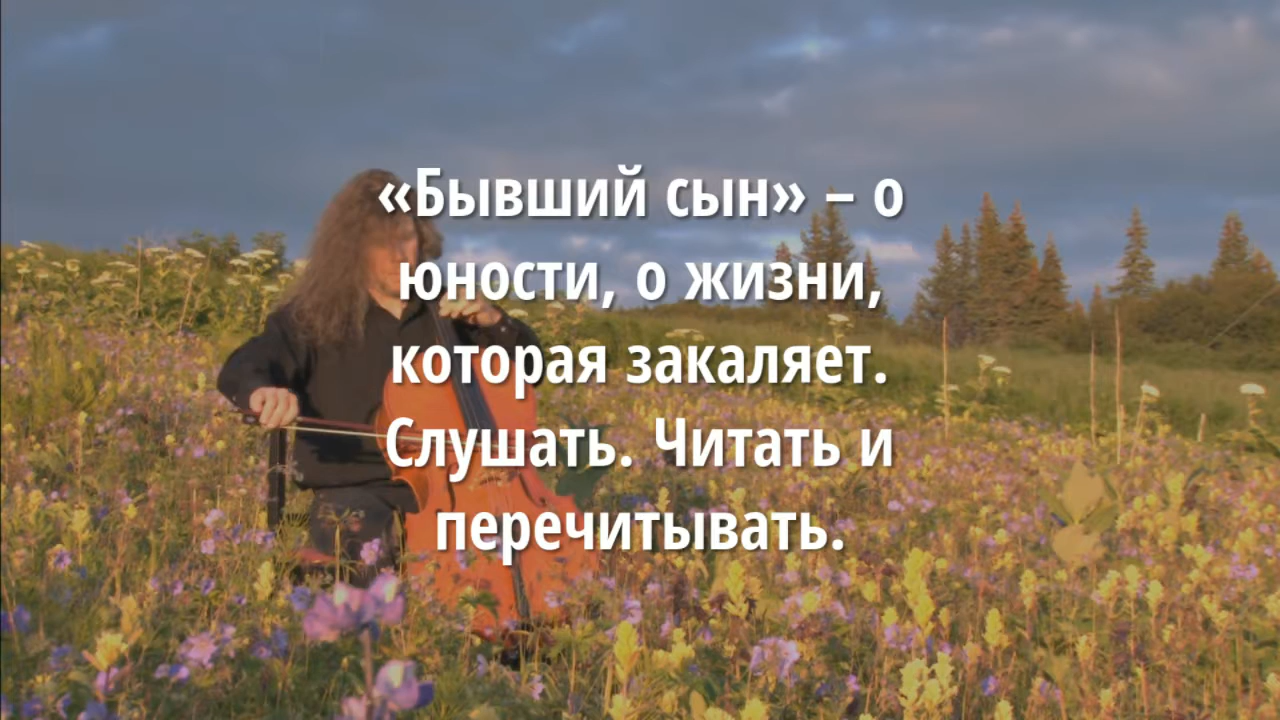 «Бывший сын» – о
юности, о жизни,
которая закаляет.
Слушать. Читать и
перечитывать.